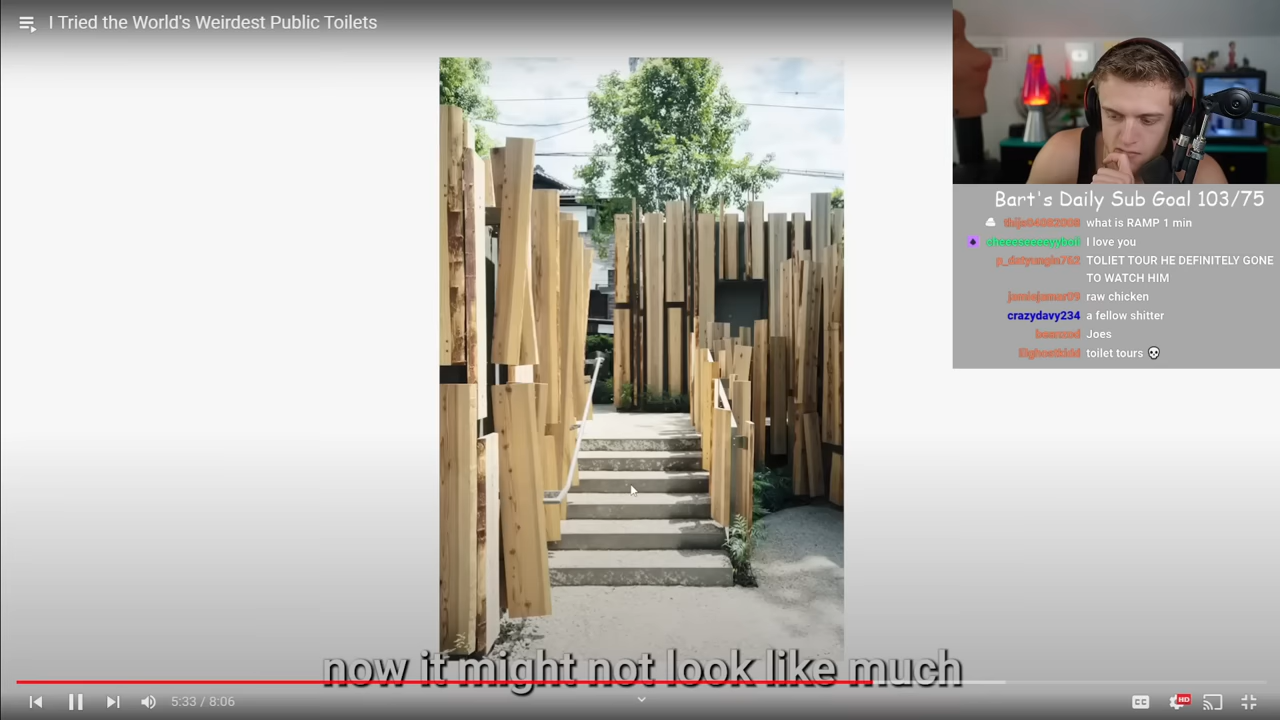 I Tried the World's Weirdest Public Toilets
Bart's Daily Sub Goal 103/75
what is RAMP 1 min
I love you
TOLIET TOUR HE DEFINITELY GONE
TO WATCH HIM
raw chicken
crazydavy234 a fellow shitter
Joes
toilet tours
now it might not look like much
5:33 / 8:06
CC
HD